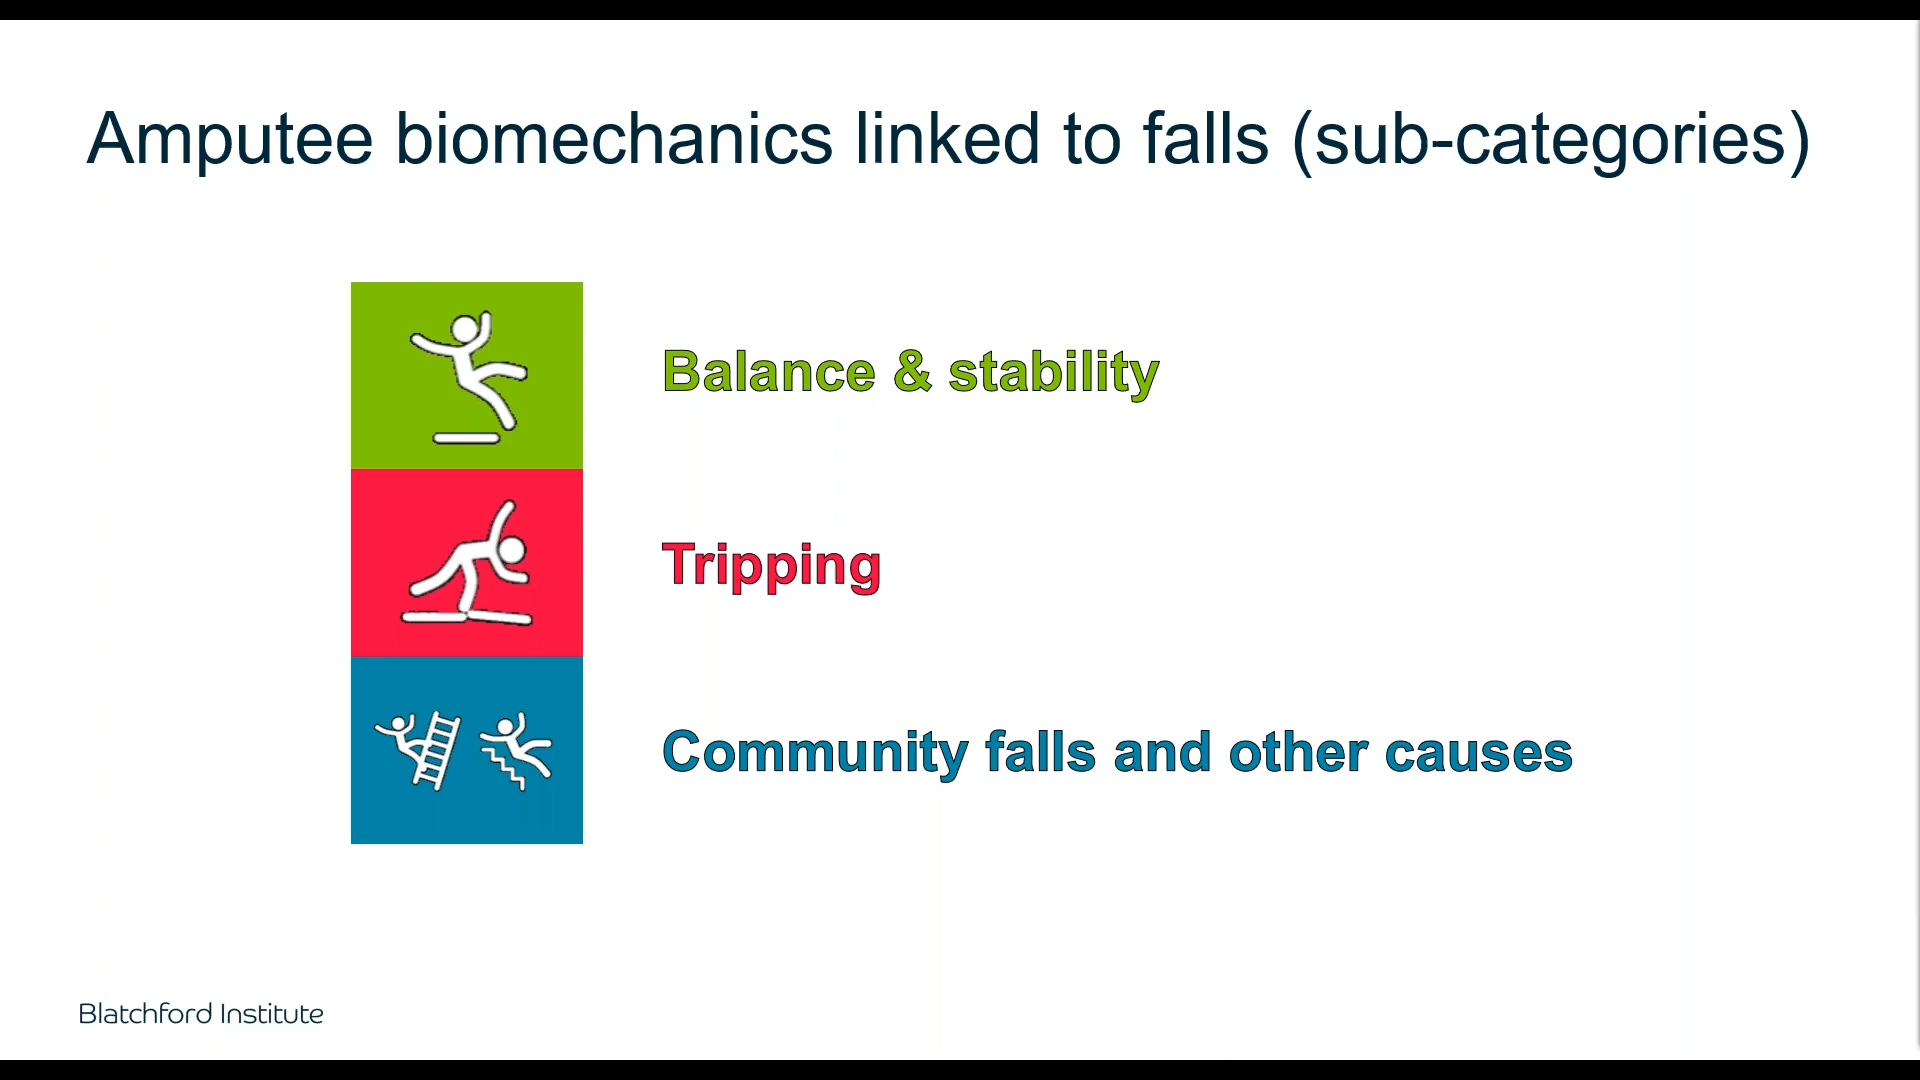 Amputee biomechanics linked to falls (sub-categories)
Balance & stability
Tripping
Community falls and other causes
Blatchford Institute